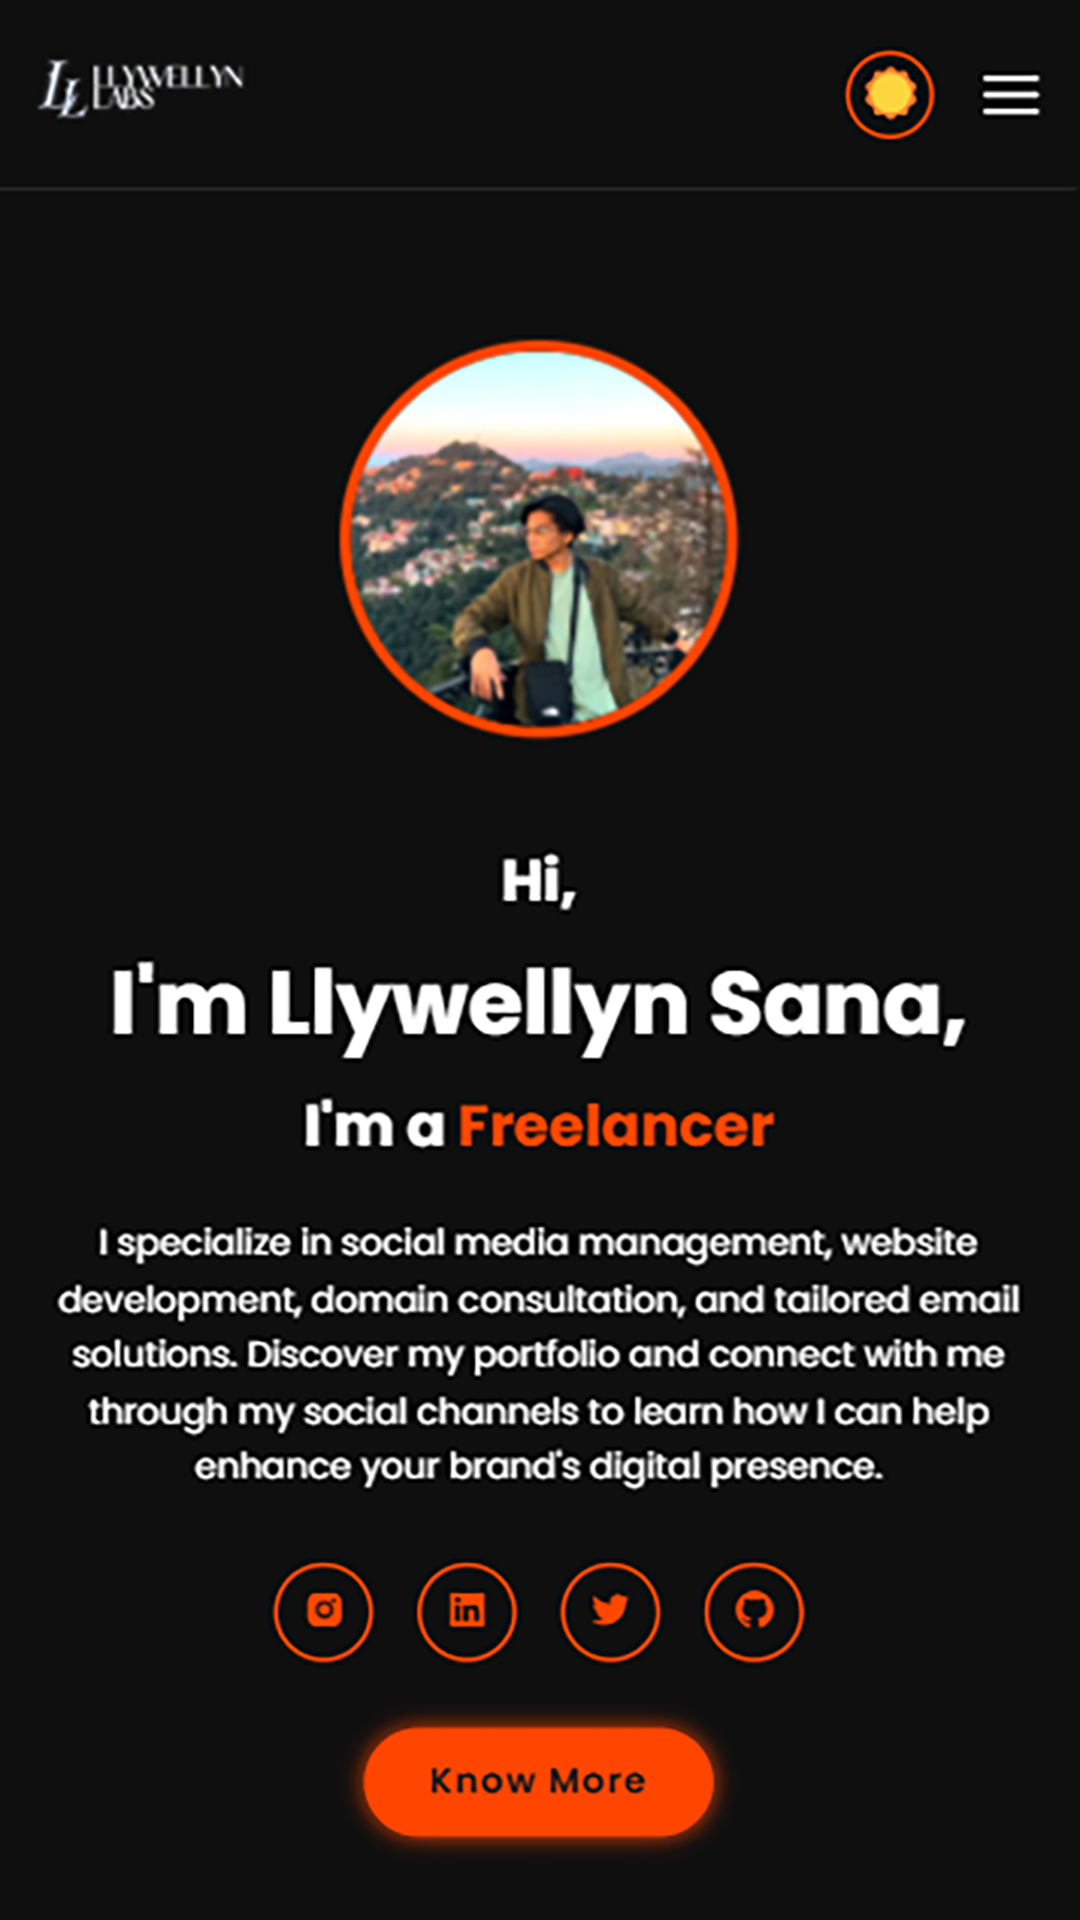 LL LLYWELLYN
LABS
Hi,
I'm Llywellyn Sana,
I'm a Freelancer
I specialize in social media management, website
development, domain consultation, and tailored email
solutions. Discover my portfolio and connect with me
through my social channels to learn how I can help
enhance your brand's digital presence.
in
Know More